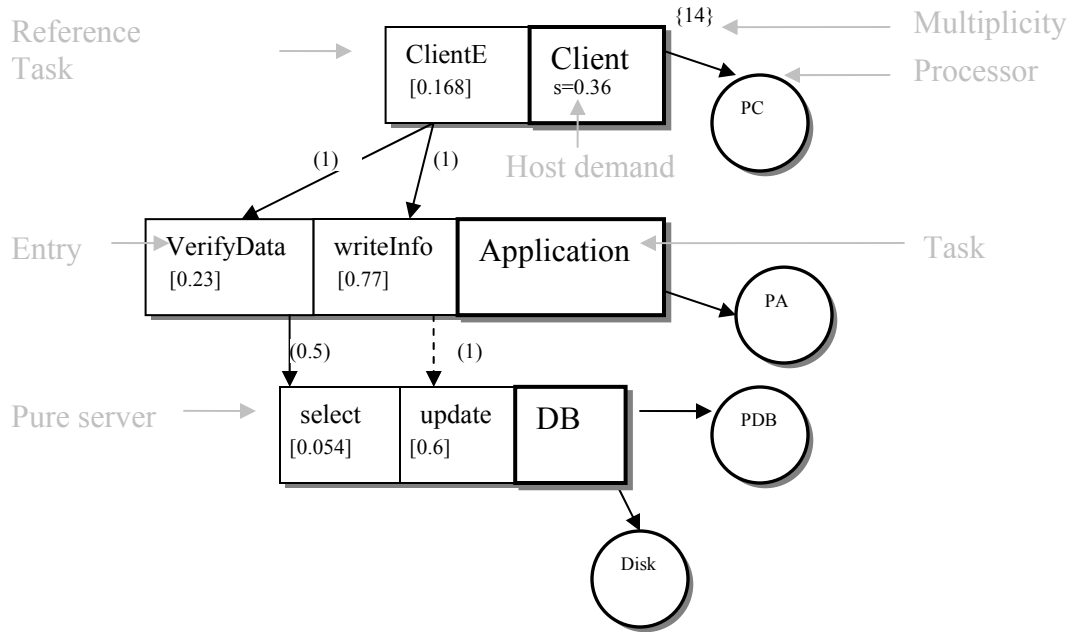 {14}
Multiplicity
Reference
Task
ClientE
[0.168]
Client
s=0.36
Processor
PC
(1)
(1)
Host demand
Entry
VerifyData
[0.23]
writeInfo
[0.77]
Application
Task
PA
(0.5)
(1)
Pure server
select
[0.054]
update
[0.6]
DB
PDB
Disk